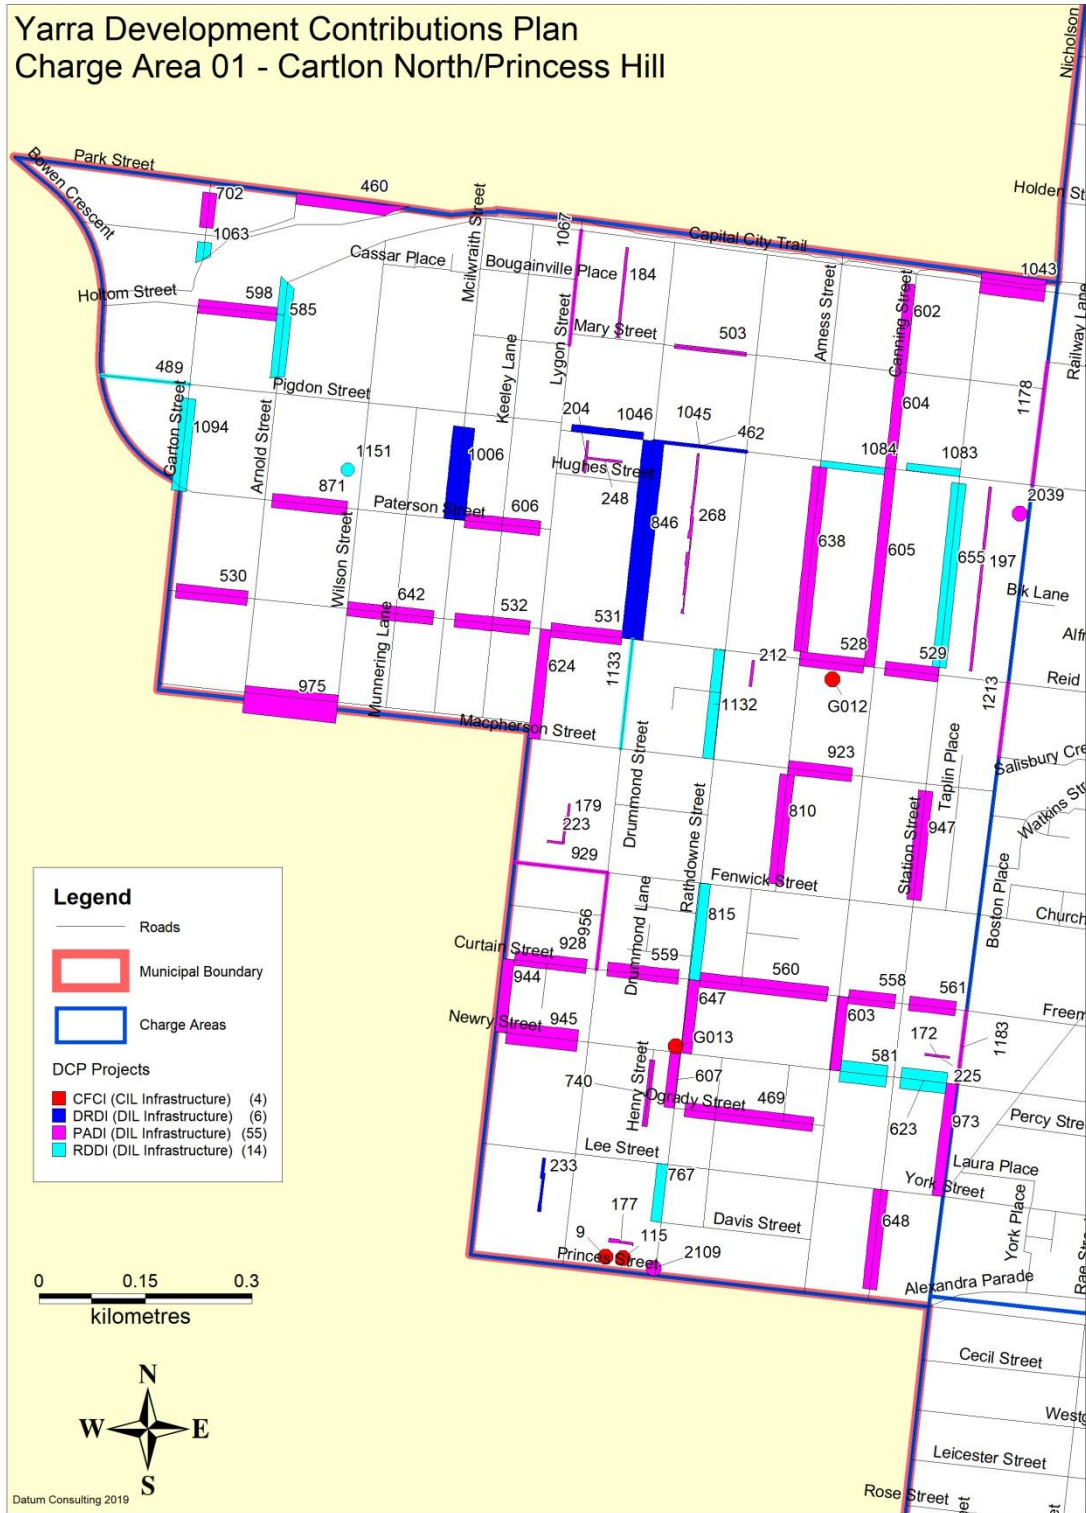 Yarra Development Contributions Plan
Charge Area 01 - Cartlon North/Princess Hill
Nicholson
Park Street
Bowen Crescent
702
460
Holden St
1063
Mcilwraith Street
1067
Capital City Trail
Cassar Place
Bougainville Place
184
1043
Holtom Street
598
585
Lygon Street
Mary Street
503
Amess Street
Canning Street
602
Railway Lane
489
Pigdon Street
Keeley Lane
1178
604
Garton Street
1094
Arnold Street
204
1046
1045
462
1084
1083
1151
1006
Hughes Street
248
2039
871
Paterson Street
606
846
268
638
605
655
197
Wilson Street
Bik Lane
530
642
532
531
Alfr
Munnering Lane
624
1133
212
528
529
Reid
975
1132
G012
1213
Macpherson Street
Drummond Street
923
Taplin Place
Salisbury Cre
179
223
Rathdowne Street
810
Station Street
947
Watkins Str
929
Fenwick Street
Boston Place
956
Drummond Lane
815
Church
Curtain Street
928
559
560
558
561
944
647
603
Freem
Newry Street
945
G013
172
1183
740
Henry Street
607
581
225
Ogrady Street
469
623
973
Percy Stre
Lee Street
Laura Place
233
767
York Street
York Place
Rae Stre
177
Davis Street
648
9
115
Princes Street
2109
Alexandra Parade
Cecil Street
Westg
Leicester Street
Rose Street
eet
et
Legend
Roads
Municipal Boundary
Charge Areas
DCP Projects
CFCI (CIL Infrastructure) (4)
DRDI (DIL Infrastructure) (6)
PADI (DIL Infrastructure) (55)
RDDI (DIL Infrastructure) (14)
0 0.15 0.3
kilometres
N
W E
S
Datum Consulting 2019